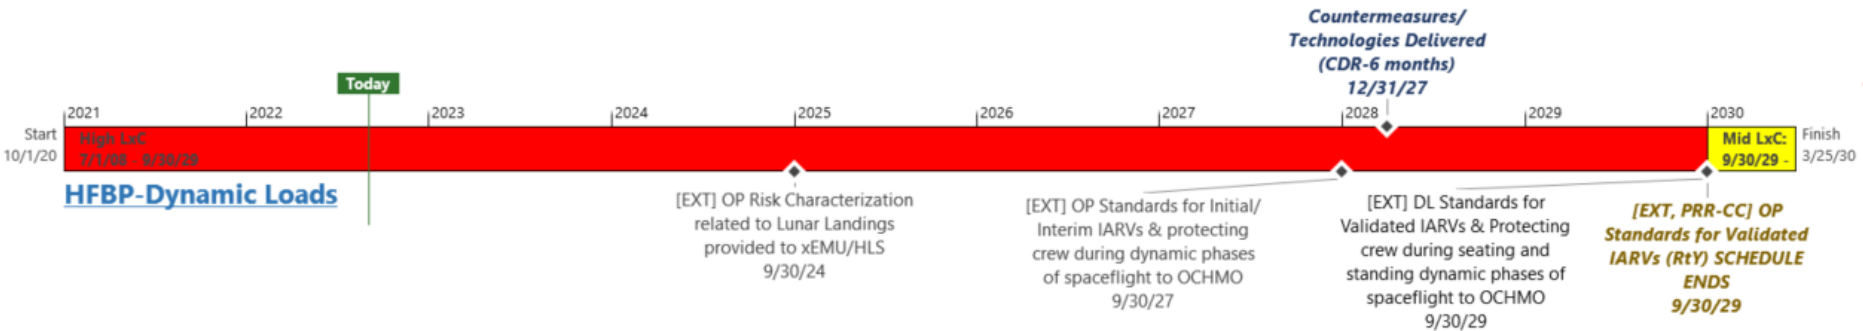 Countermeasures/
Technologies Delivered
(CDR-6 months)
12/31/27
Today
2021
2022
2023
2024
2025
2026
2027
2028
2029
2030
Start
10/1/20
High LxC
7/1/08 - 9/30/29
Mid LxC:
9/30/29 -
Finish
3/25/30
HFBP-Dynamic Loads
[EXT] OP Risk Characterization
related to Lunar Landings
provided to xEMU/HLS
9/30/24
[EXT] OP Standards for Initial/
Interim IARVs & protecting
crew during dynamic phases
of spaceflight to OCHMO
9/30/27
[EXT] DL Standards for
Validated IARVs & Protecting
crew during seating and
standing dynamic phases of
spaceflight to OCHMO
9/30/29
[EXT, PRR-CC] OP
Standards for Validated
IARVs (RtY) SCHEDULE
ENDS
9/30/29